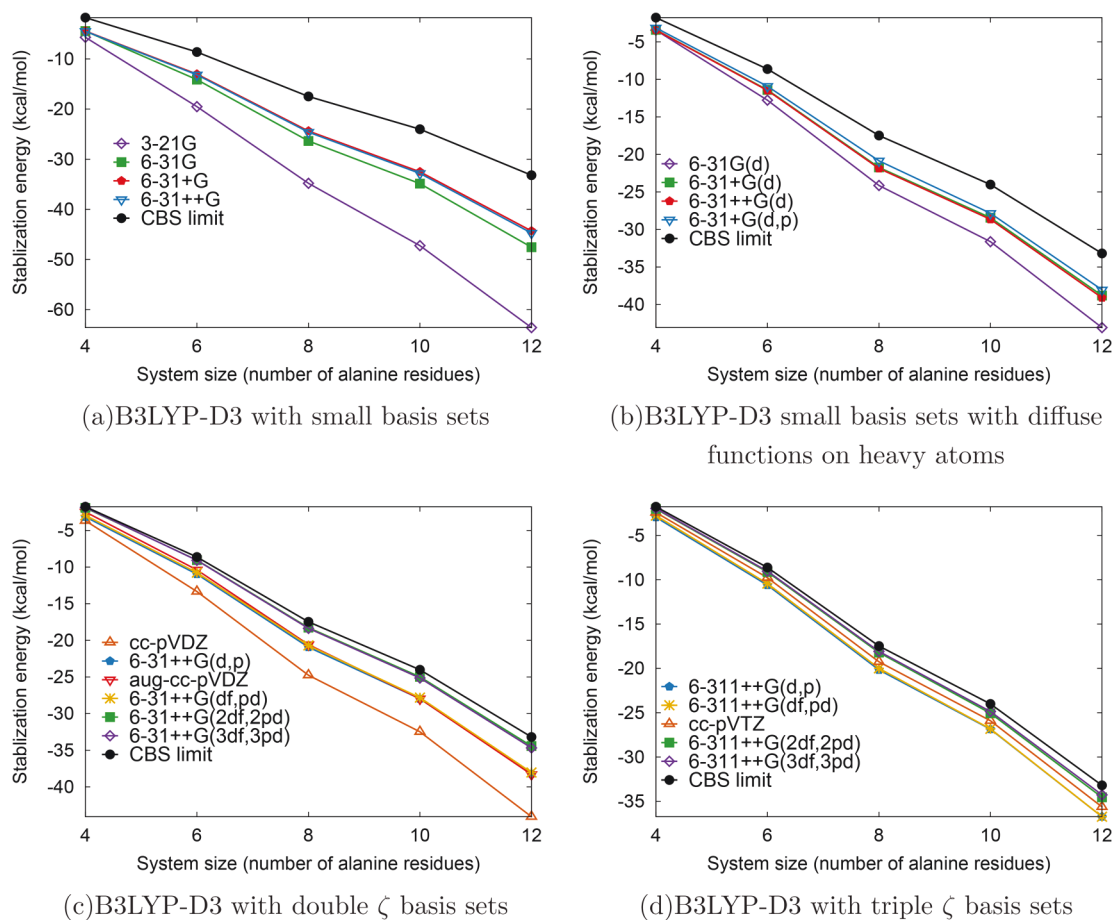 Stablization energy (kcal/mol)
-10
-20
-30
-40
-50
-60
3-21G
6-31G
6-31+G
6-31++G
CBS limit
4 6 8 10 12
System size (number of alanine residues)
(a)B3LYP-D3 with small basis sets
Stablization energy (kcal/mol)
-5
-10
-15
-20
-25
-30
-35
-40
6-31G(d)
6-31+G(d)
6-31++G(d)
6-31+G(d,p)
CBS limit
4 6 8 10 12
System size (number of alanine residues)
(b)B3LYP-D3 small basis sets with diffuse
functions on heavy atoms
Stablization energy (kcal/mol)
-5
-10
-15
-20
-25
-30
-35
-40
cc-pVDZ
6-31++G(d,p)
aug-cc-pVDZ
6-31++G(df,pd)
6-31++G(2df,2pd)
6-31++G(3df,3pd)
CBS limit
4 6 8 10 12
System size (number of alanine residues)
(c)B3LYP-D3 with double ζ basis sets
Stablization energy (kcal/mol)
-5
-10
-15
-20
-25
-30
-35
6-311++G(d,p)
6-311++G(df,pd)
cc-pVTZ
6-311++G(2df,2pd)
6-311++G(3df,3pd)
CBS limit
4 6 8 10 12
System size (number of alanine residues)
(d)B3LYP-D3 with triple ζ basis sets